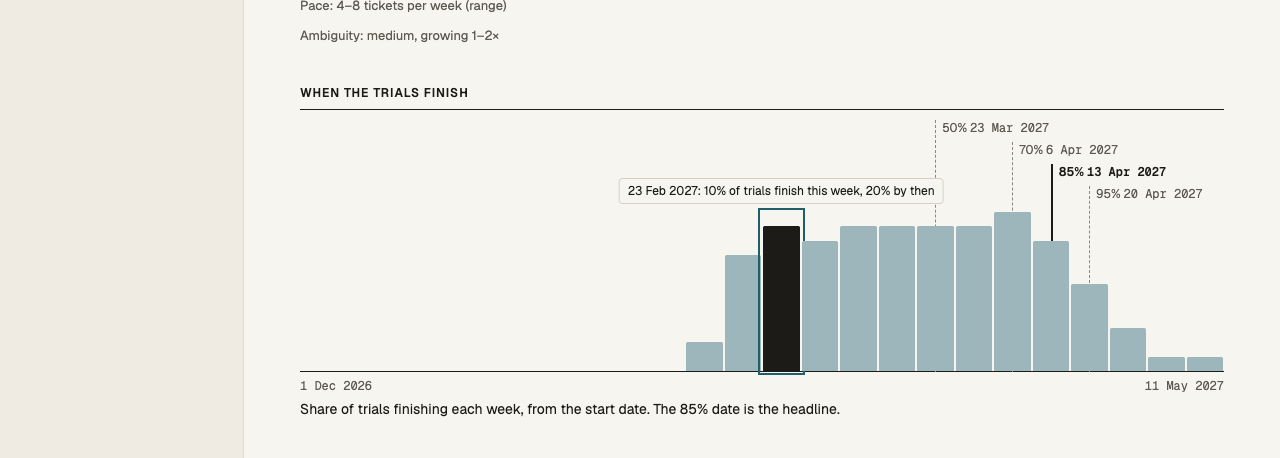 Pace: 4–8 tickets per week (range)
Ambiguity: medium, growing 1–2×
WHEN THE TRIALS FINISH
50% 23 Mar 2027
70% 6 Apr 2027
85% 13 Apr 2027
23 Feb 2027: 10% of trials finish this week, 20% by then
95% 20 Apr 2027
1 Dec 2026
11 May 2027
Share of trials finishing each week, from the start date. The 85% date is the headline.